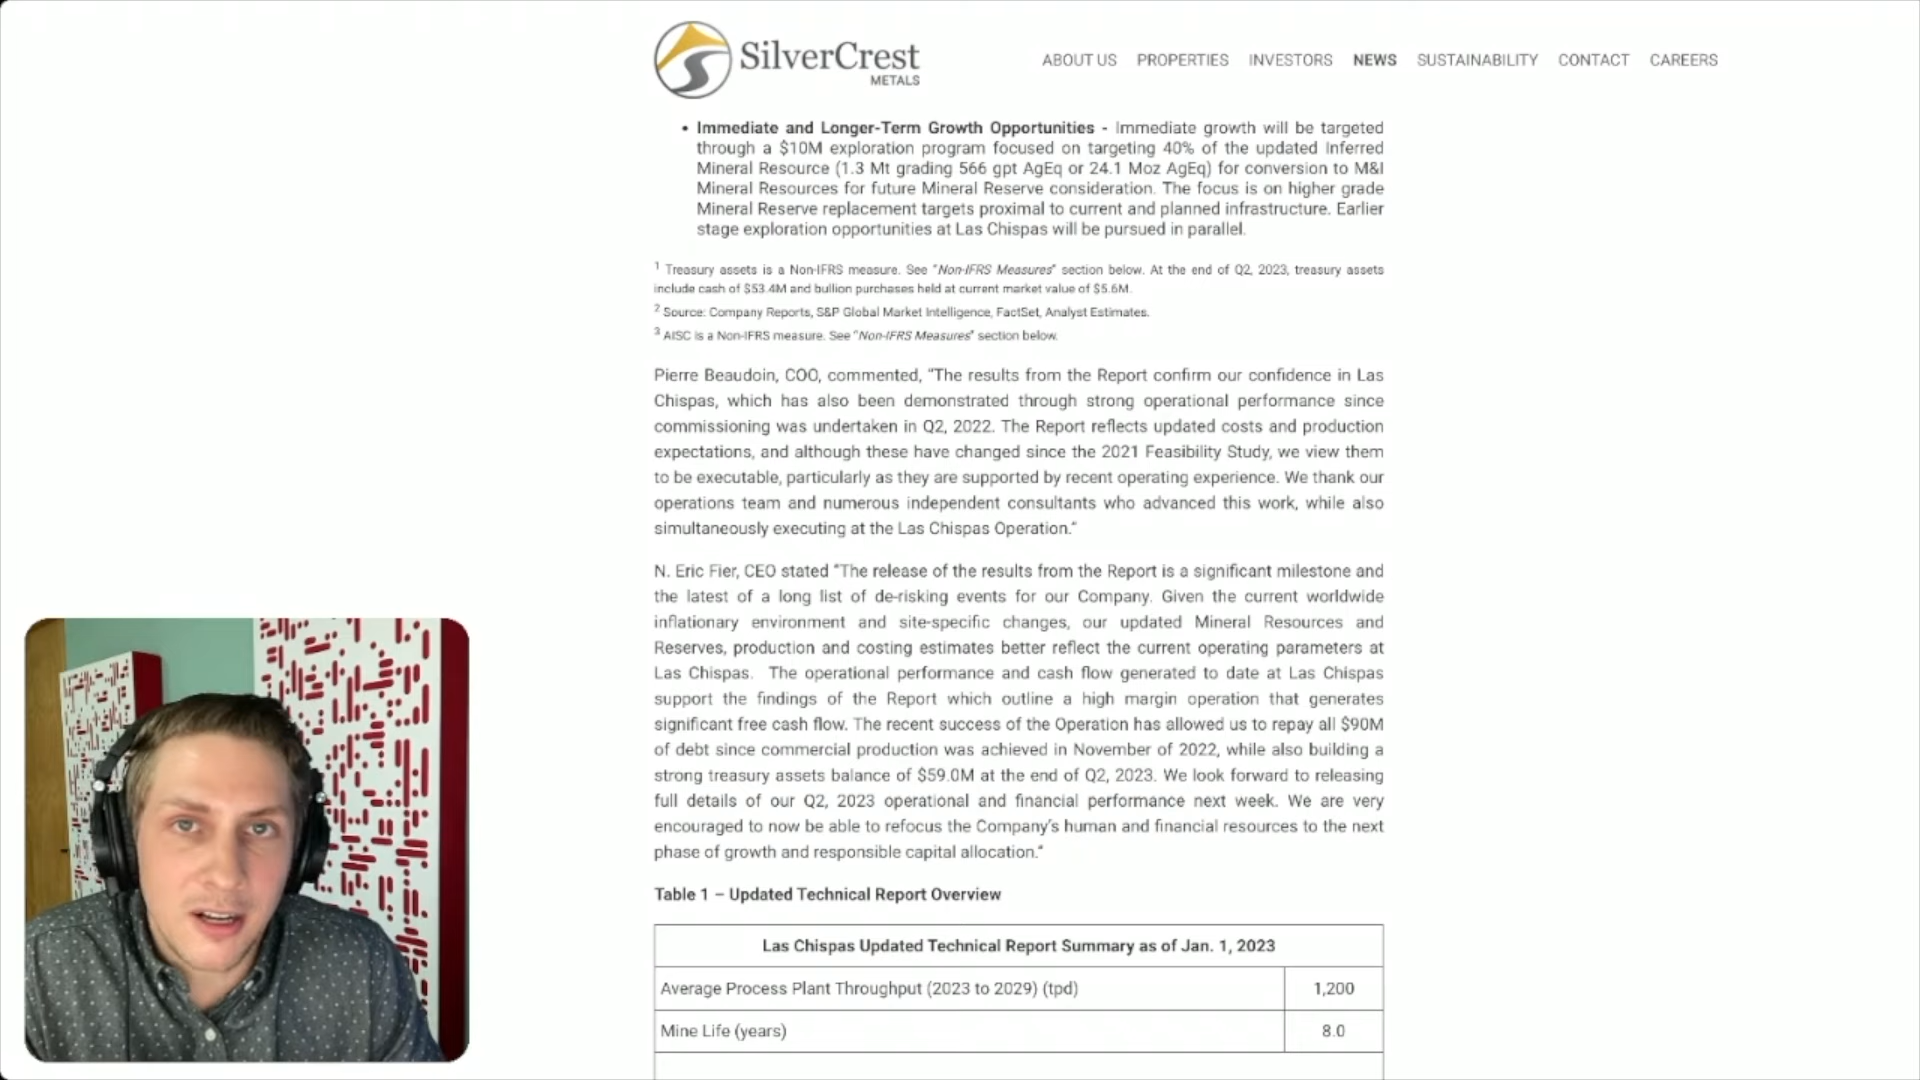 SilverCrest
METALS
ABOUT US PROPERTIES INVESTORS NEWS SUSTAINABILITY CONTACT CAREERS
• Immediate and Longer-Term Growth Opportunities - Immediate growth will be targeted
through a $10M exploration program focused on targeting 40% of the updated Inferred
Mineral Resource (1.3 Mt grading 566 gpt AgEq or 24.1 Moz AgEq) for conversion to M&I
Mineral Resources for future Mineral Reserve consideration. The focus is on higher grade
Mineral Reserve replacement targets proximal to current and planned infrastructure. Earlier
stage exploration opportunities at Las Chispas will be pursued in parallel.
1 Treasury assets is a Non-IFRS measure. See "Non-IFRS Measures" section below. At the end of Q2, 2023, treasury assets
include cash of $53.4M and bullion purchases held at current market value of $5.6M.
2 Source: Company Reports, S&P Global Market Intelligence, FactSet, Analyst Estimates.
3 AISC is a Non-IFRS measure. See "Non-IFRS Measures" section below.
Pierre Beaudoin, COO, commented, "The results from the Report confirm our confidence in Las
Chispas, which has also been demonstrated through strong operational performance since
commissioning was undertaken in Q2, 2022. The Report reflects updated costs and production
expectations, and although these have changed since the 2021 Feasibility Study, we view them
to be executable, particularly as they are supported by recent operating experience. We thank our
operations team and numerous independent consultants who advanced this work, while also
simultaneously executing at the Las Chispas Operation."
N. Eric Fier, CEO stated "The release of the results from the Report is a significant milestone and
the latest of a long list of de-risking events for our Company. Given the current worldwide
inflationary environment and site-specific changes, our updated Mineral Resources and
Reserves, production and costing estimates better reflect the current operating parameters at
Las Chispas. The operational performance and cash flow generated to date at Las Chispas
support the findings of the Report which outline a high margin operation that generates
significant free cash flow. The recent success of the Operation has allowed us to repay all $90M
of debt since commercial production was achieved in November of 2022, while also building a
strong treasury assets balance of $59.0M at the end of Q2, 2023. We look forward to releasing
full details of our Q2, 2023 operational and financial performance next week. We are very
encouraged to now be able to refocus the Company's human and financial resources to the next
phase of growth and responsible capital allocation."
Table 1 – Updated Technical Report Overview
Las Chispas Updated Technical Report Summary as of Jan. 1, 2023
Average Process Plant Throughput (2023 to 2029) (tpd) 1,200
Mine Life (years) 8.0